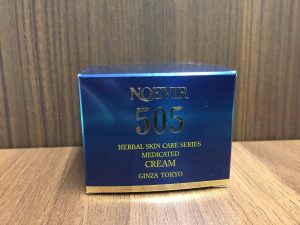 NOEVIR
505
HERBAL SKIN CARE SERIES
MEDICATED
CREAM
GINZA TOKYO